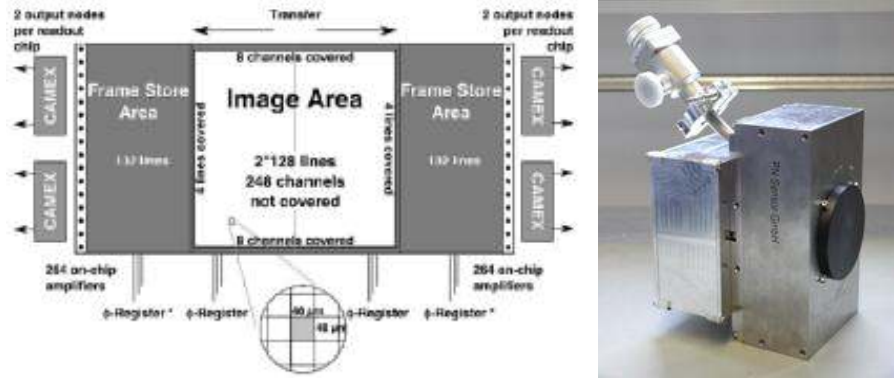 2 output nodes
per readout
chip
Transfer
2 output nodes
per readout
chip
8 channels covered
CAMEX
Frame Store
Area
132 lines
4 lines covered
Image Area
2*128 lines
248 channels
not covered
4 lines covered
Frame Store
Area
132 lines
CAMEX
CAMEX
CAMEX
8 channels covered
264 on-chip
amplifiers
264 on-chip
amplifiers
ϕ-Register *
ϕ-Register
ϕ-Register
ϕ-Register *
48 µm
48 µm
PN Sensor GmbH